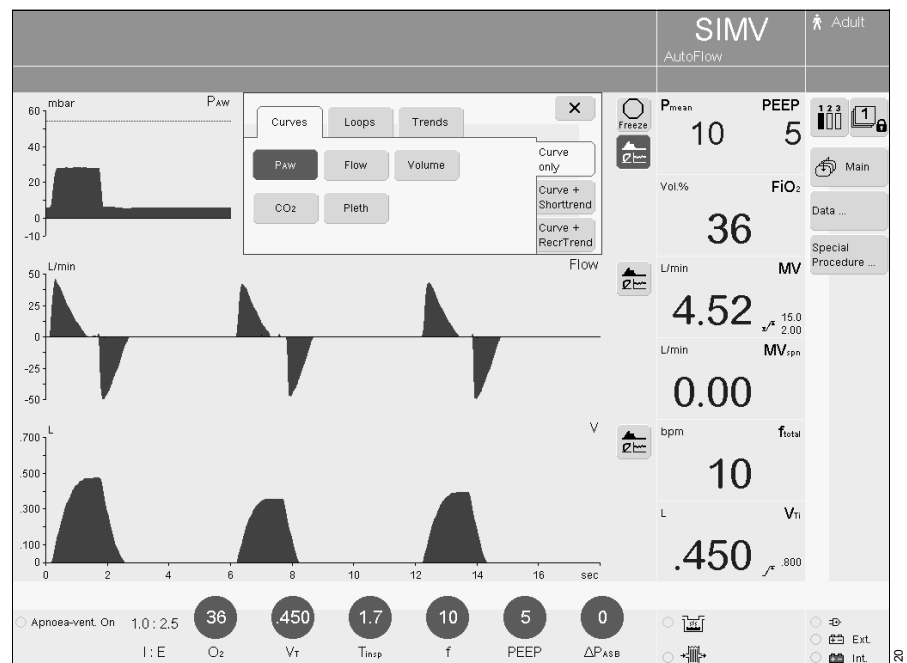 SIMV
AutoFlow
Adult
mbar
PAW
60
40
20
0
-10
Curves
Loops
Trends
PAW
Flow
Volume
CO2
Pleth
Curve only
Curve + Shorttrend
Curve + RecrTrend
Freeze
Pmean
PEEP
10
5
1 2 3
1
Main
Data ...
Special Procedure ...
Vol.%
FiO2
36
L/min
Flow
50
25
0
-25
-50
L/min
MV
4.52
15.0
2.00
L/min
MVspn
0.00
L
V
.700
.500
.300
.100
0
0 2 4 6 8 10 12 14 16 sec
bpm
ftotal
10
L
VTi
.450
.800
Apnoea-vent. On
1.0 : 2.5
36
.450
1.7
10
5
0
I : E
O2
VT
Tinsp
f
PEEP
ΔPASB
Ext.
Int.
20